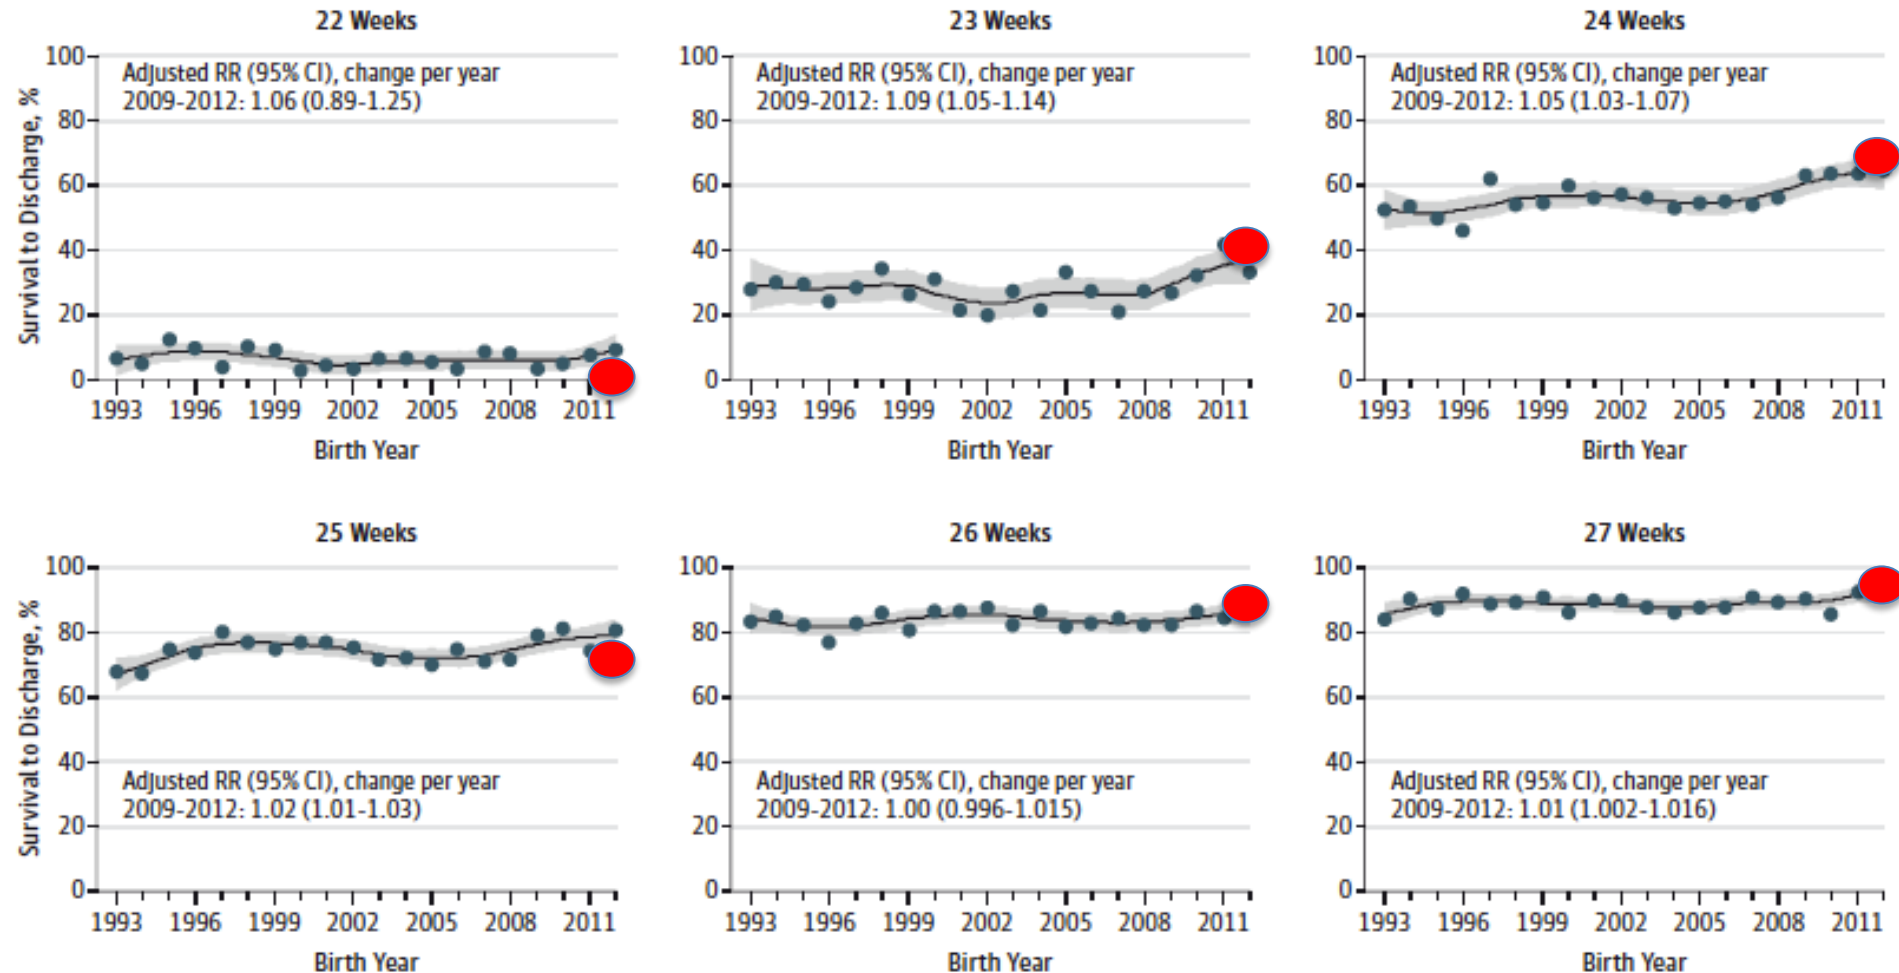 22 Weeks
Survival to Discharge, %
100
80
60
40
20
0
Adjusted RR (95% CI), change per year
2009-2012: 1.06 (0.89-1.25)
1993 1996 1999 2002 2005 2008 2011
Birth Year
23 Weeks
100
80
60
40
20
0
Adjusted RR (95% CI), change per year
2009-2012: 1.09 (1.05-1.14)
1993 1996 1999 2002 2005 2008 2011
Birth Year
24 Weeks
100
80
60
40
20
0
Adjusted RR (95% CI), change per year
2009-2012: 1.05 (1.03-1.07)
1993 1996 1999 2002 2005 2008 2011
Birth Year
25 Weeks
Survival to Discharge, %
100
80
60
40
20
0
Adjusted RR (95% CI), change per year
2009-2012: 1.02 (1.01-1.03)
1993 1996 1999 2002 2005 2008 2011
Birth Year
26 Weeks
100
80
60
40
20
0
Adjusted RR (95% CI), change per year
2009-2012: 1.00 (0.996-1.015)
1993 1996 1999 2002 2005 2008 2011
Birth Year
27 Weeks
100
80
60
40
20
0
Adjusted RR (95% CI), change per year
2009-2012: 1.01 (1.002-1.016)
1993 1996 1999 2002 2005 2008 2011
Birth Year